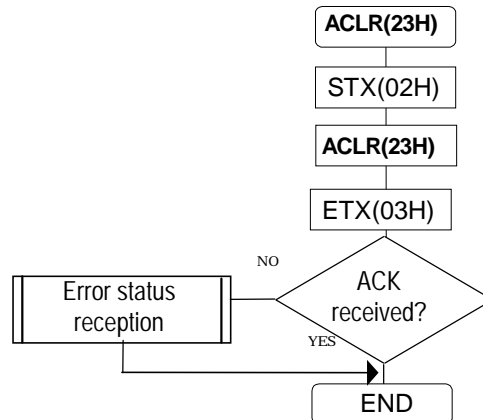 ACLR(23H)
STX(02H)
ACLR(23H)
ETX(03H)
NO
ACK
received?
Error status
reception
YES
END